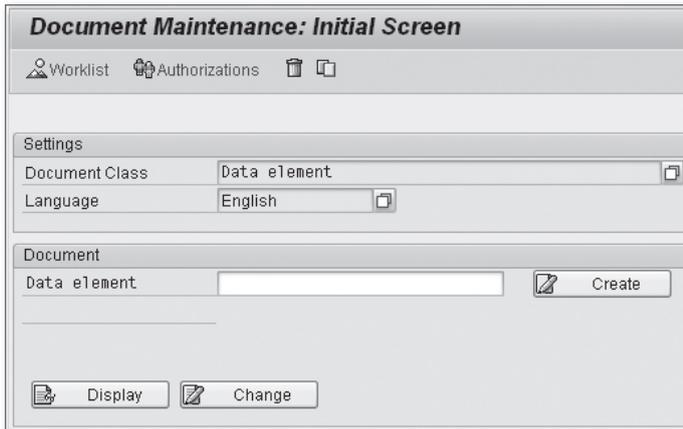 Document Maintenance: Initial Screen
Worklist Authorizations
Settings
Document Class Data element
Language English
Document
Data element Create
Display Change